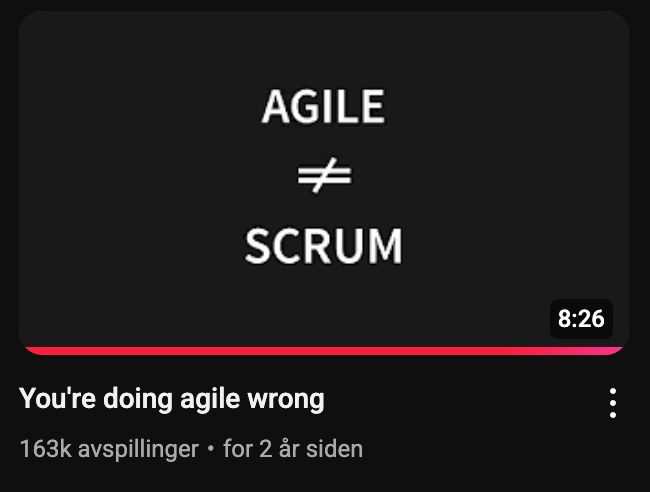 AGILE
≠
SCRUM
8:26
You're doing agile wrong
163k avspillinger • for 2 år siden